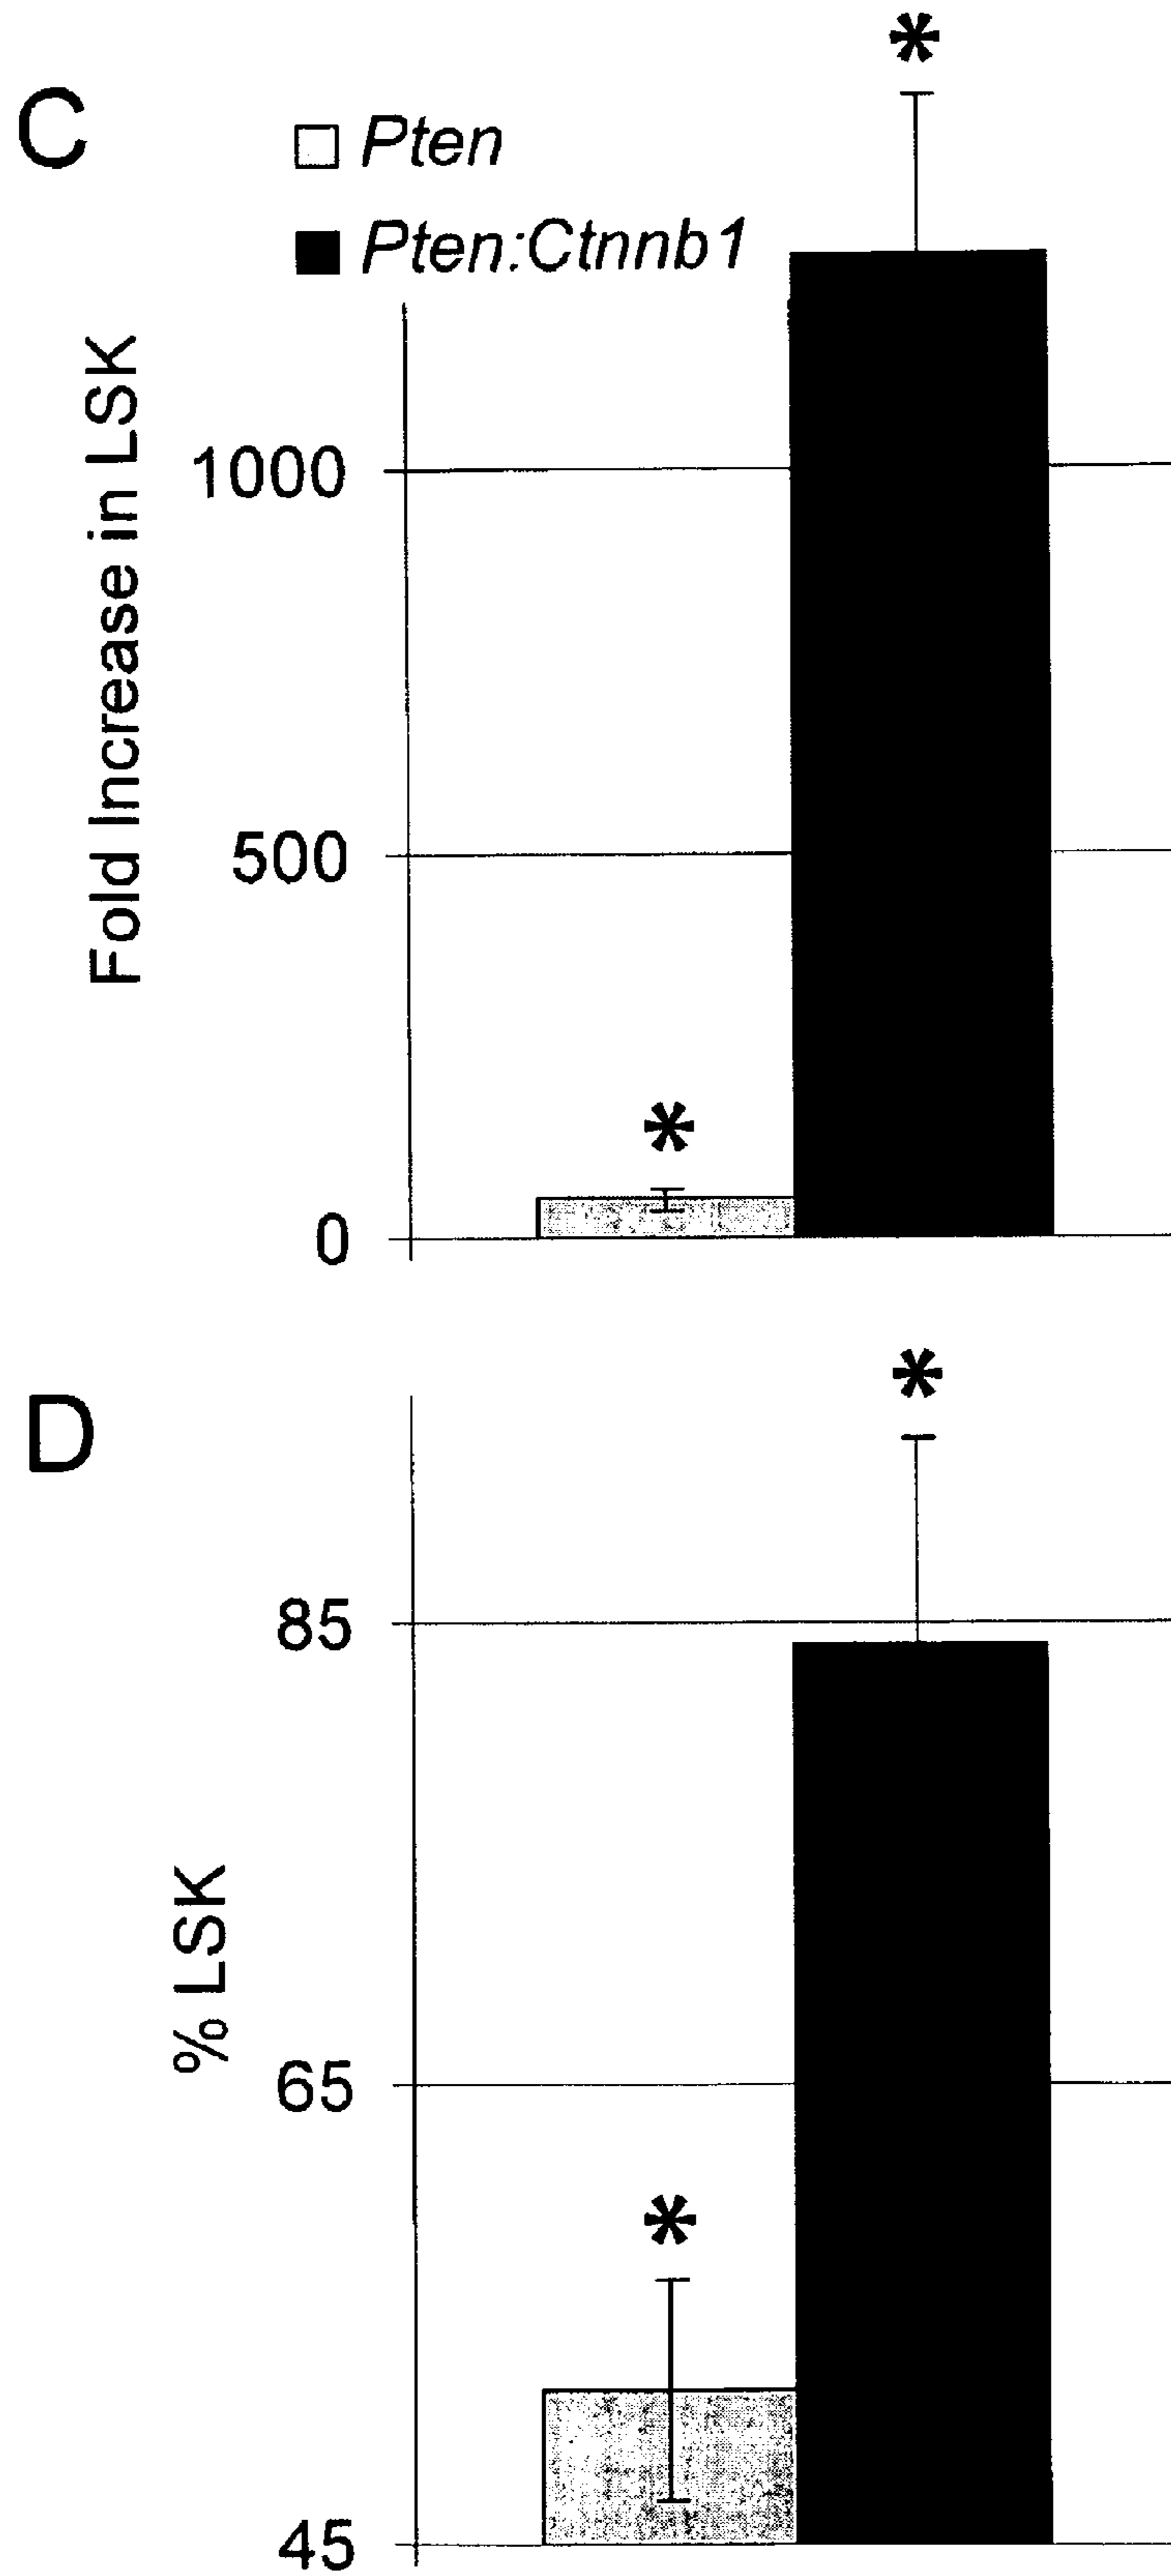 *
C
Pten
Pten:Ctnnb1
Fold Increase in LSK
1000
500
*
0
*
D
85
% LSK
65
*
45